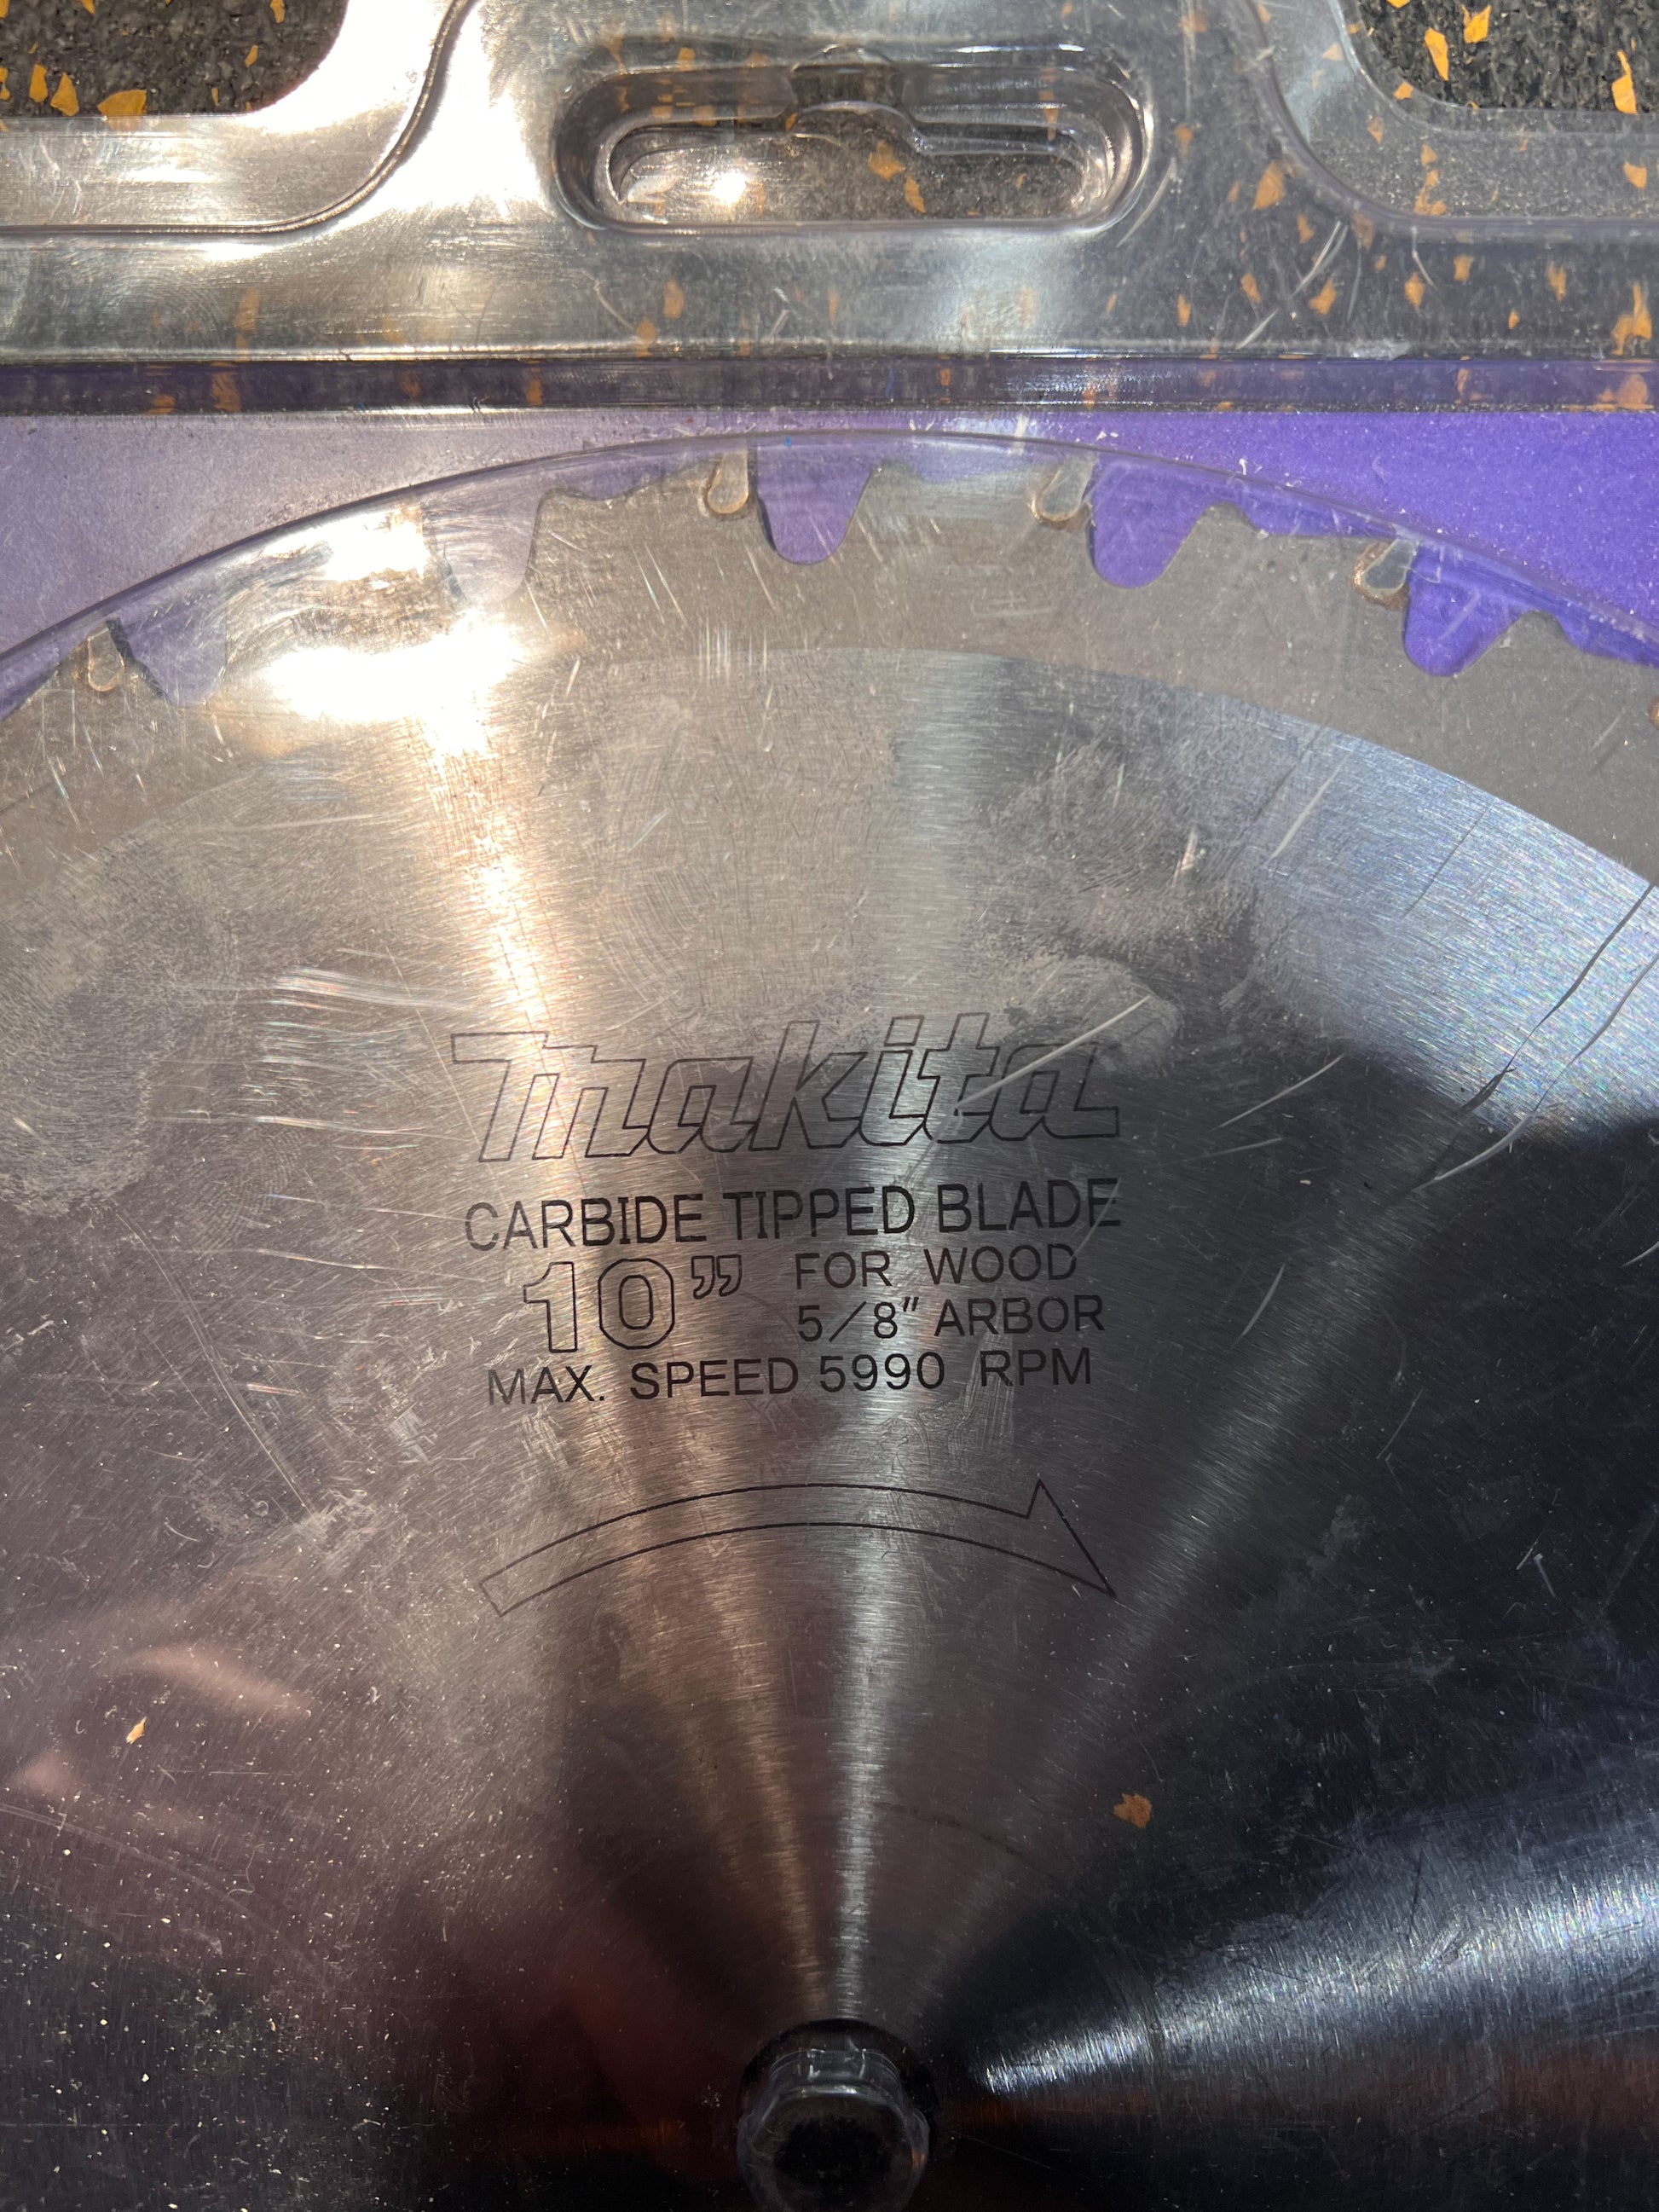 makita
CARBIDE TIPPED BLADE
10" FOR WOOD
5/8" ARBOR
MAX. SPEED 5990 RPM